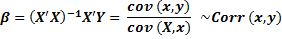 β = (X′X)⁻¹X′Y = cov (x,y) / cov (X,x) ~Corr (x,y)